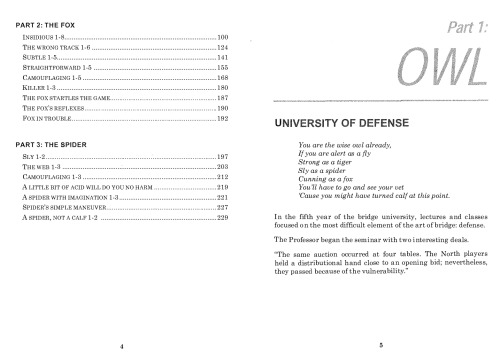 PART 2: THE FOX
INSIDIOUS 1-8 100
THE WRONG TRACK 1-6 124
SUBTLE 1-5 141
STRAIGHTFORWARD 1-5 155
CAMOUFLAGING 1-5 168
KILLER 1-3 180
THE FOX STARTLES THE GAME 187
THE FOX'S REFLEXES 190
FOX IN TROUBLE 192
PART 3: THE SPIDER
SLY 1-2 197
THE WEB 1-3 203
CAMOUFLAGING 1-3 212
A LITTLE BIT OF ACID WILL DO YOU NO HARM 219
A SPIDER WITH IMAGINATION 1-3 221
SPIDER'S SIMPLE MANEUVER 227
A SPIDER, NOT A CALF 1-2 229
4
Part 1:
OWL
UNIVERSITY OF DEFENSE
You are the wise owl already,
If you are alert as a fly
Strong as a tiger
Sly as a spider
Cunning as a fox
You'll have to go and see your vet
'Cause you might have turned calf at this point.
In the fifth year of the bridge university, lectures and classes
focused on the most difficult element of the art of bridge: defense.
The Professor began the seminar with two interesting deals.
"The same auction occurred at four tables. The North players
held a distributional hand close to an opening bid; nevertheless,
they passed because of the vulnerability."
5